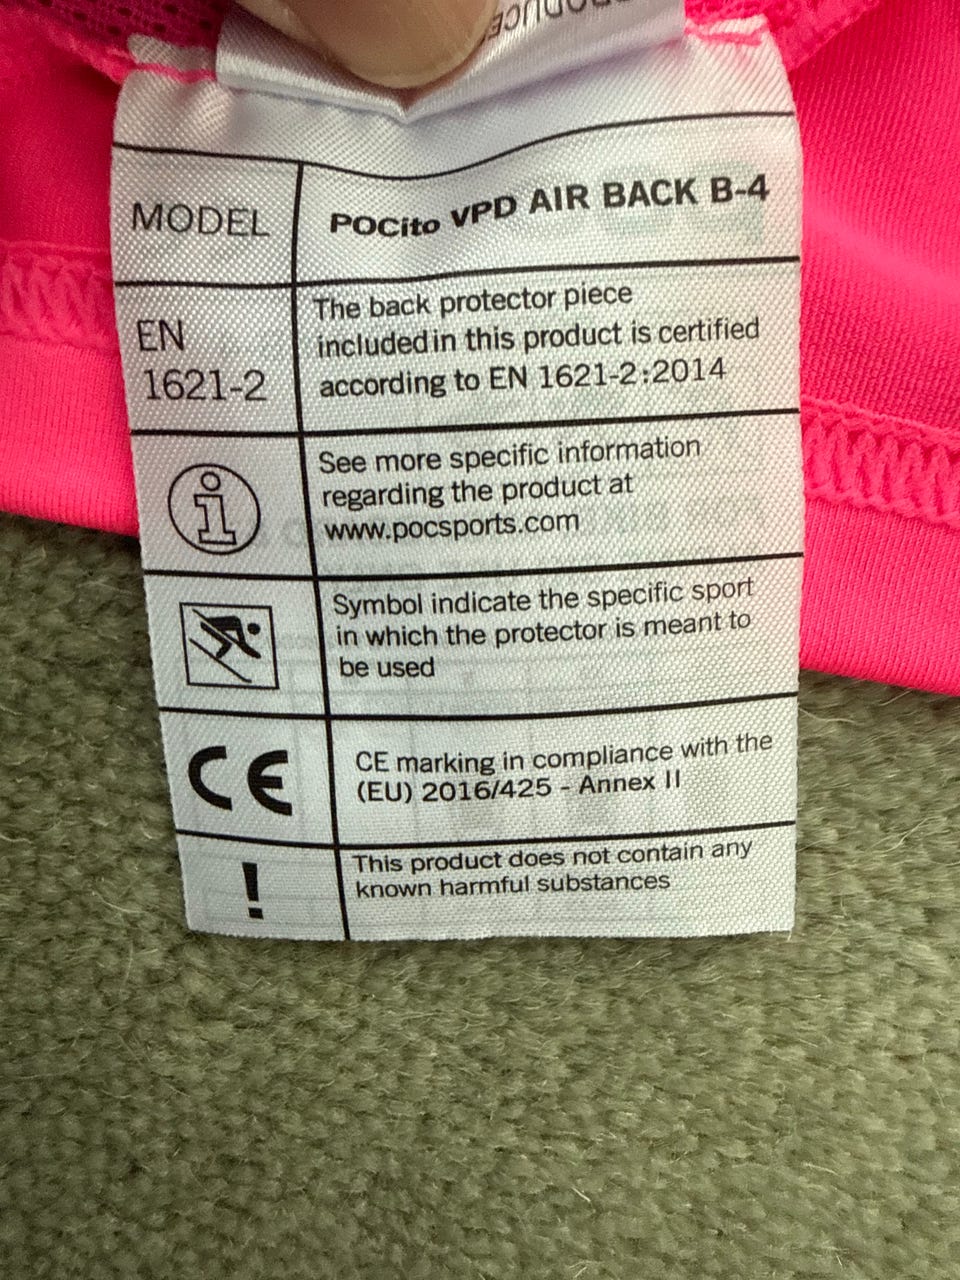 MODEL
POCito VPD AIR BACK B-4
EN
1621-2
The back protector piece
included in this product is certified
according to EN 1621-2:2014
See more specific information
regarding the product at
www.pocsports.com
Symbol indicate the specific sport
in which the protector is meant to
be used
CE
CE marking in compliance with the
(EU) 2016/425 - Annex II
!
This product does not contain any
known harmful substances